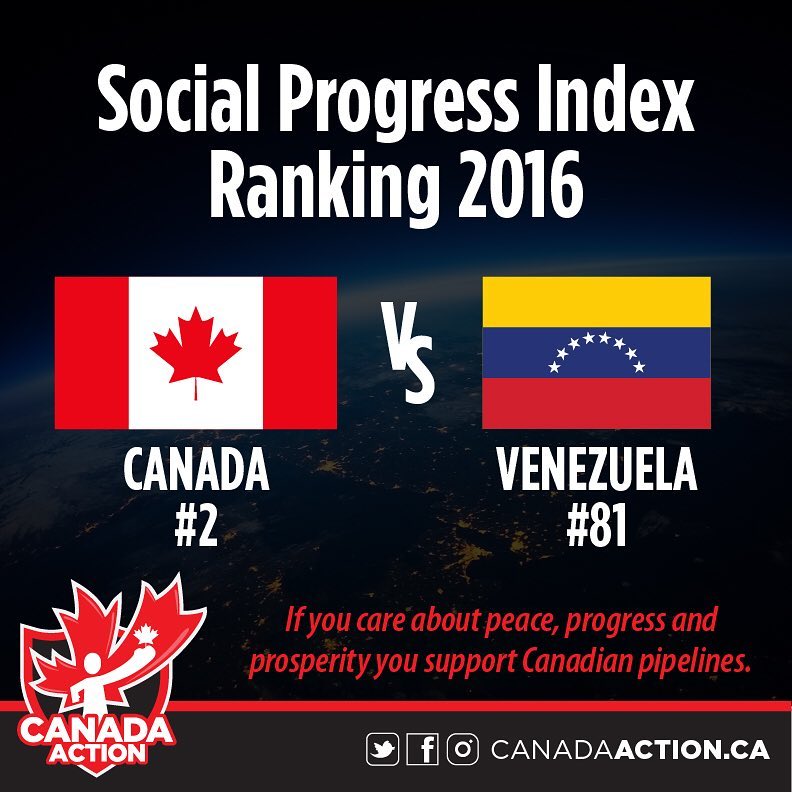 Social Progress Index
Ranking 2016
VS
CANADA
#2
VENEZUELA
#81
If you care about peace, progress and
prosperity you support Canadian pipelines.
CANADA
ACTION
CANADAACTION.CA